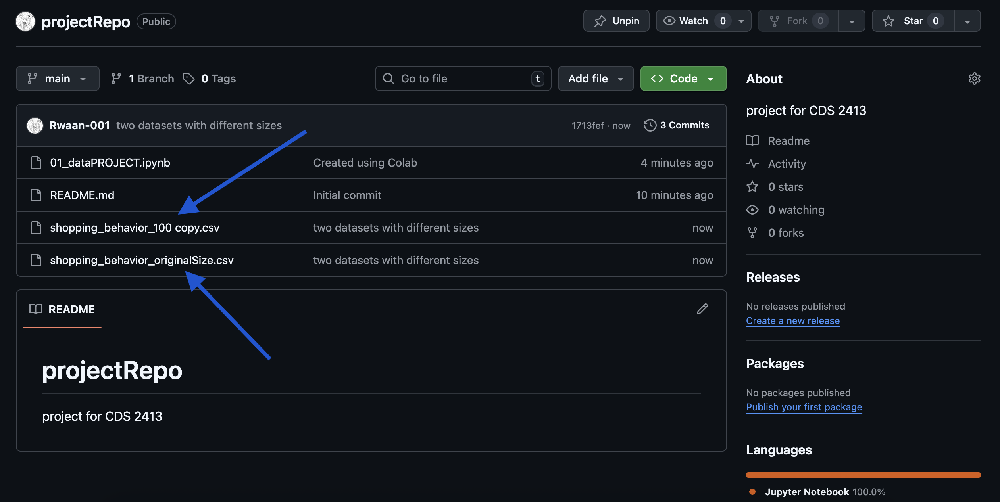 projectRepo Public
Unpin Watch 0 Fork 0 Star 0
main 1 Branch 0 Tags Go to file t Add file Code
Rwaan-001 two datasets with different sizes 1713fef · now 3 Commits
01_dataPROJECT.ipynb Created using Colab 4 minutes ago
README.md Initial commit 10 minutes ago
shopping_behavior_100 copy.csv two datasets with different sizes now
shopping_behavior_originalSize.csv two datasets with different sizes now
README
projectRepo
project for CDS 2413
About
project for CDS 2413
Readme
Activity
0 stars
0 watching
0 forks
Releases
No releases published
Create a new release
Packages
No packages published
Publish your first package
Languages
Jupyter Notebook 100.0%